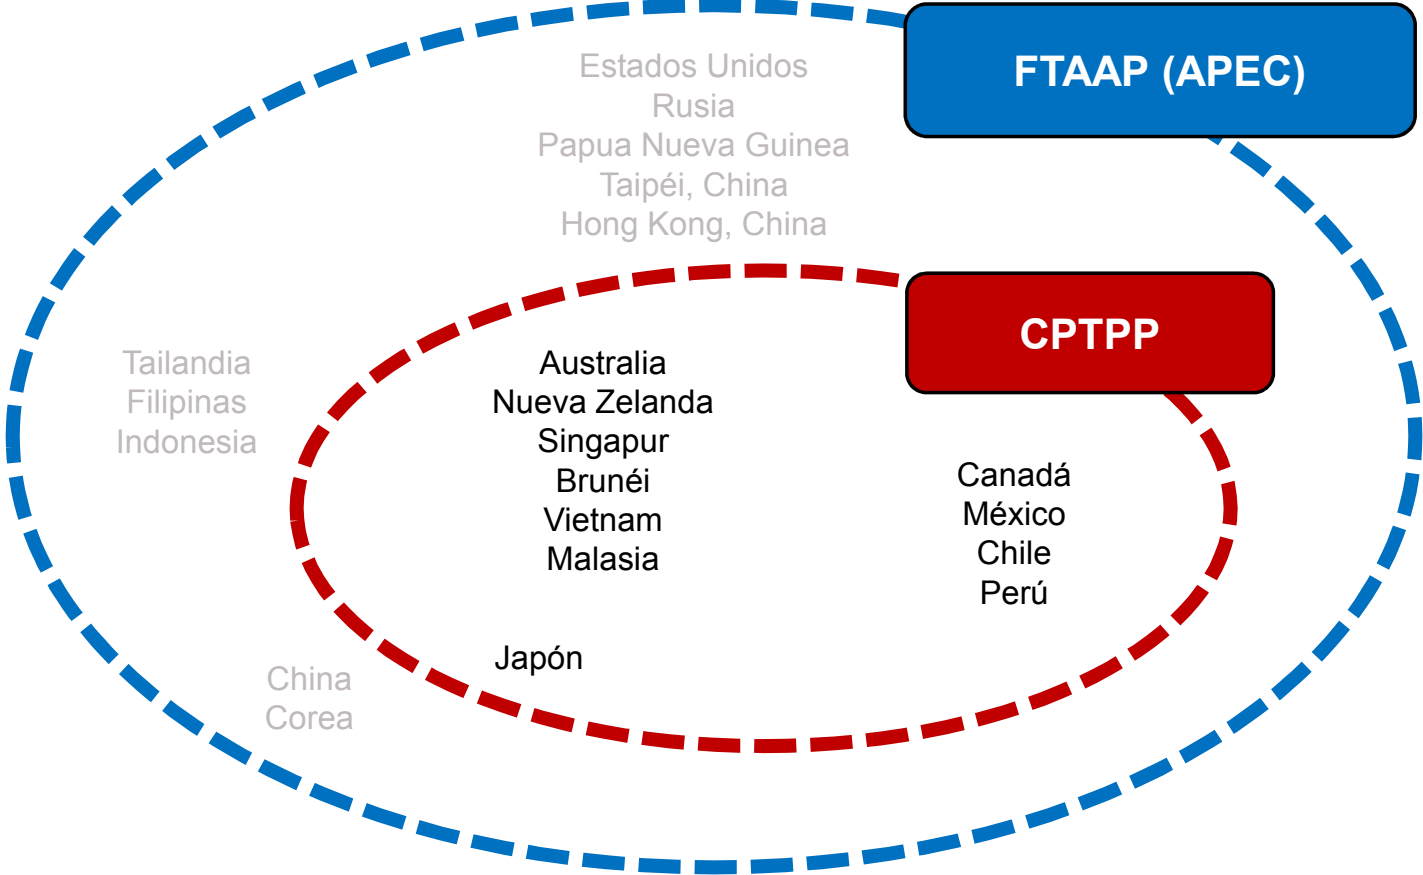 FTAAP (APEC)
Estados Unidos
Rusia
Papua Nueva Guinea
Taipéi, China
Hong Kong, China
CPTPP
Tailandia
Filipinas
Indonesia
Australia
Nueva Zelanda
Singapur
Brunéi
Vietnam
Malasia
Canadá
México
Chile
Perú
Japón
China
Corea